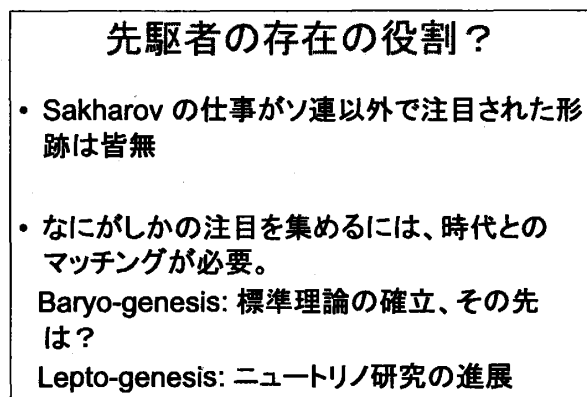 先駆者の存在の役割？
• Sakharov の仕事がソ連以外で注目された形
跡は皆無
• なにがしかの注目を集めるには、時代との
マッチングが必要。
Baryo-genesis: 標準理論の確立、その先
は？
Lepto-genesis: ニュートリノ研究の進展